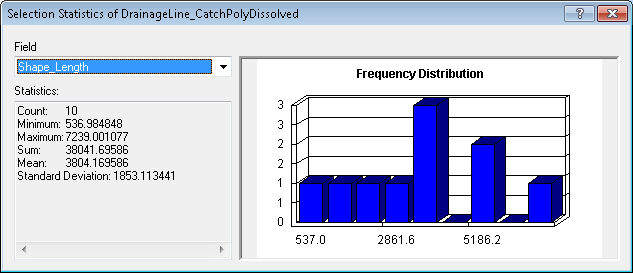 Selection Statistics of DrainageLine_CatchPolyDissolved
Field
Shape_Length
Statistics:
Count: 10
Minimum: 536.984848
Maximum: 7239.001077
Sum: 38041.69586
Mean: 3804.169586
Standard Deviation: 1853.113441
Frequency Distribution
3
3
2
2
1
1
0
537.0 2861.6 5186.2